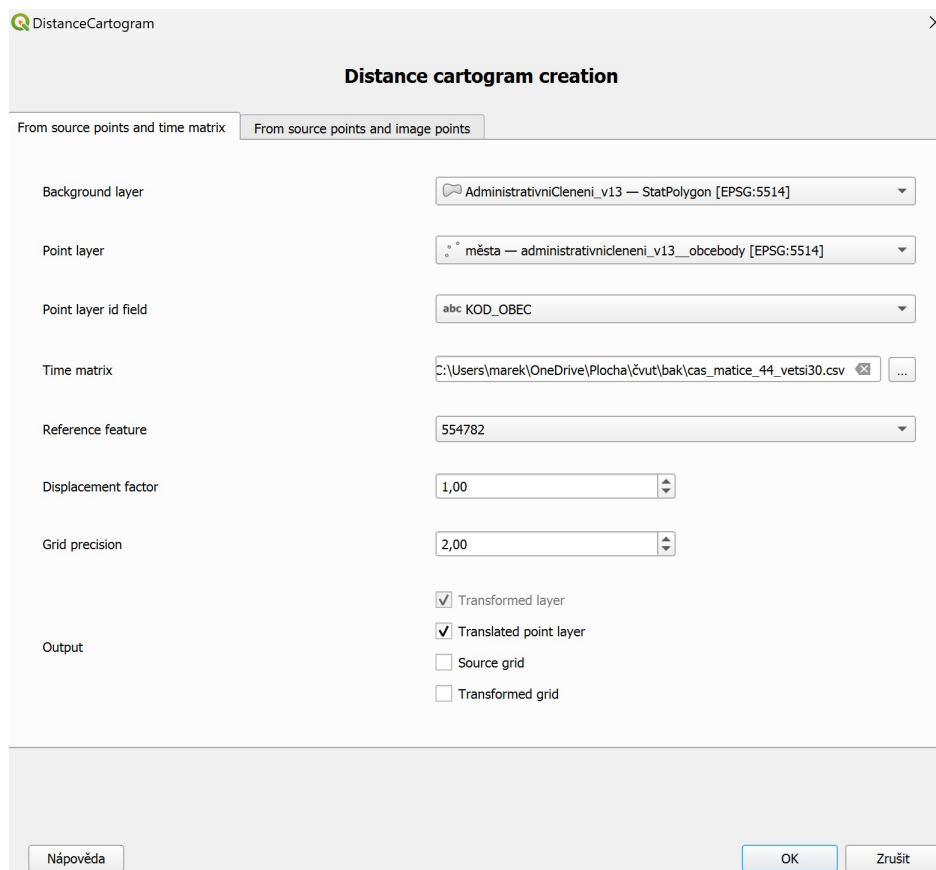 DistanceCartogram
Distance cartogram creation
From source points and time matrix
From source points and image points
Background layer
AdministrativniCleneni_v13 — StatPolygon [EPSG:5514]
Point layer
města — administrativnicleneni_v13__obcebody [EPSG:5514]
Point layer id field
abc KOD_OBEC
Time matrix
C:\Users\marek\OneDrive\Plocha\čvut\bak\cas_matice_44_vetsi30.csv
...
Reference feature
554782
Displacement factor
1,00
Grid precision
2,00
Output
Transformed layer
Translated point layer
Source grid
Transformed grid
Nápověda
OK
Zrušit